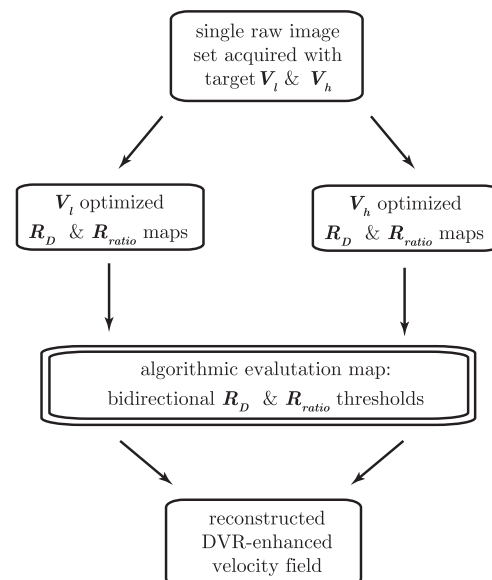 single raw image
set acquired with
target V_l & V_h
V_l optimized
R_D & R_ratio maps
V_h optimized
R_D & R_ratio maps
algorithmic evalutation map:
bidirectional R_D & R_ratio thresholds
reconstructed
DVR-enhanced
velocity field